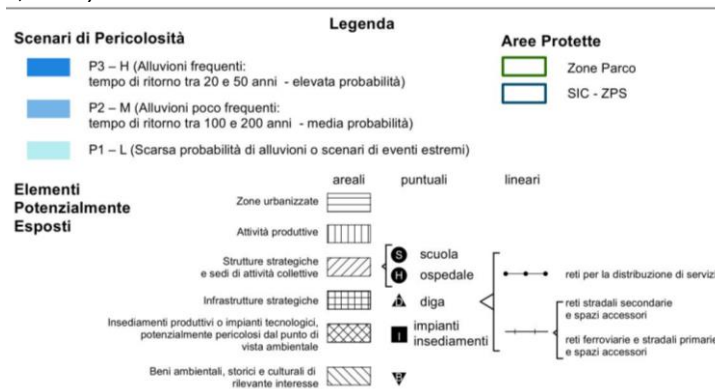 Legenda
Scenari di Pericolosità
P3 – H (Alluvioni frequenti:
tempo di ritorno tra 20 e 50 anni - elevata probabilità)
P2 – M (Alluvioni poco frequenti:
tempo di ritorno tra 100 e 200 anni - media probabilità)
P1 – L (Scarsa probabilità di alluvioni o scenari di eventi estremi)
Aree Protette
Zone Parco
SIC - ZPS
Elementi
Potenzialmente
Esposti
areali
puntuali
lineari
Zone urbanizzate
Attività produttive
Strutture strategiche
e sedi di attività collettive
Infrastrutture strategiche
Insediamenti produttivi o impianti tecnologici,
potenzialmente pericolosi dal punto di
vista ambientale
Beni ambientali, storici e culturali di
rilevante interesse
S scuola
H ospedale
D diga
I impianti
insediamenti
B
reti per la distribuzione di servizi
reti stradali secondarie
e spazi accessori
reti ferroviarie e stradali primarie
e spazi accessori